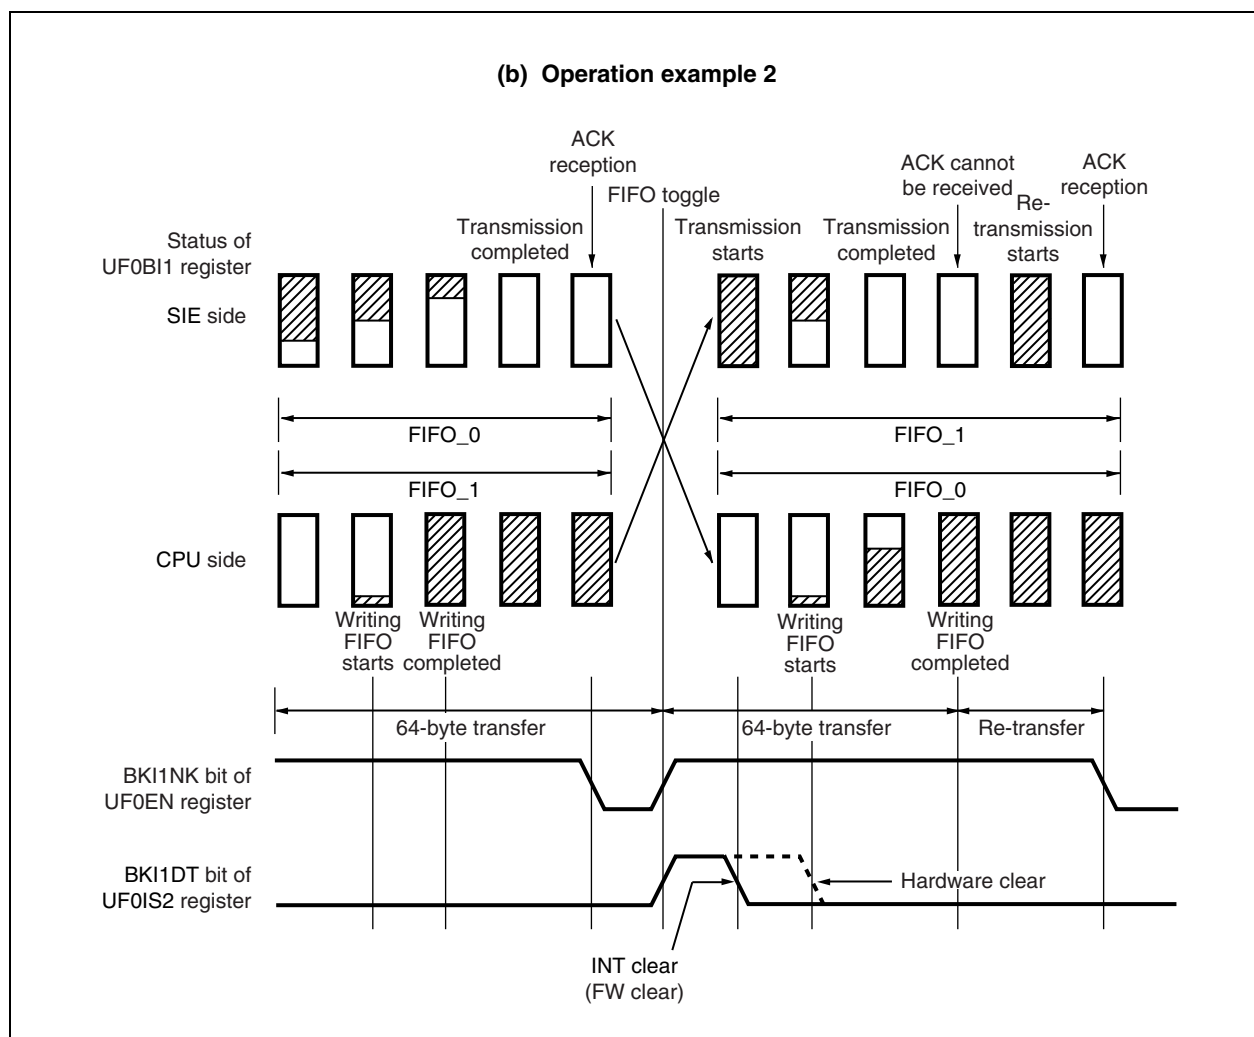 (b) Operation example 2
ACK
reception
FIFO toggle
ACK cannot
be received
ACK
reception
Status of
UF0BI1 register
Transmission
completed
Transmission
starts
Transmission
completed
Re-
transmission
starts
SIE side
FIFO_0
FIFO_1
FIFO_1
FIFO_0
CPU side
Writing
FIFO
starts
Writing
FIFO
completed
Writing
FIFO
starts
Writing
FIFO
completed
64-byte transfer
64-byte transfer
Re-transfer
BKI1NK bit of
UF0EN register
BKI1DT bit of
UF0IS2 register
Hardware clear
INT clear
(FW clear)